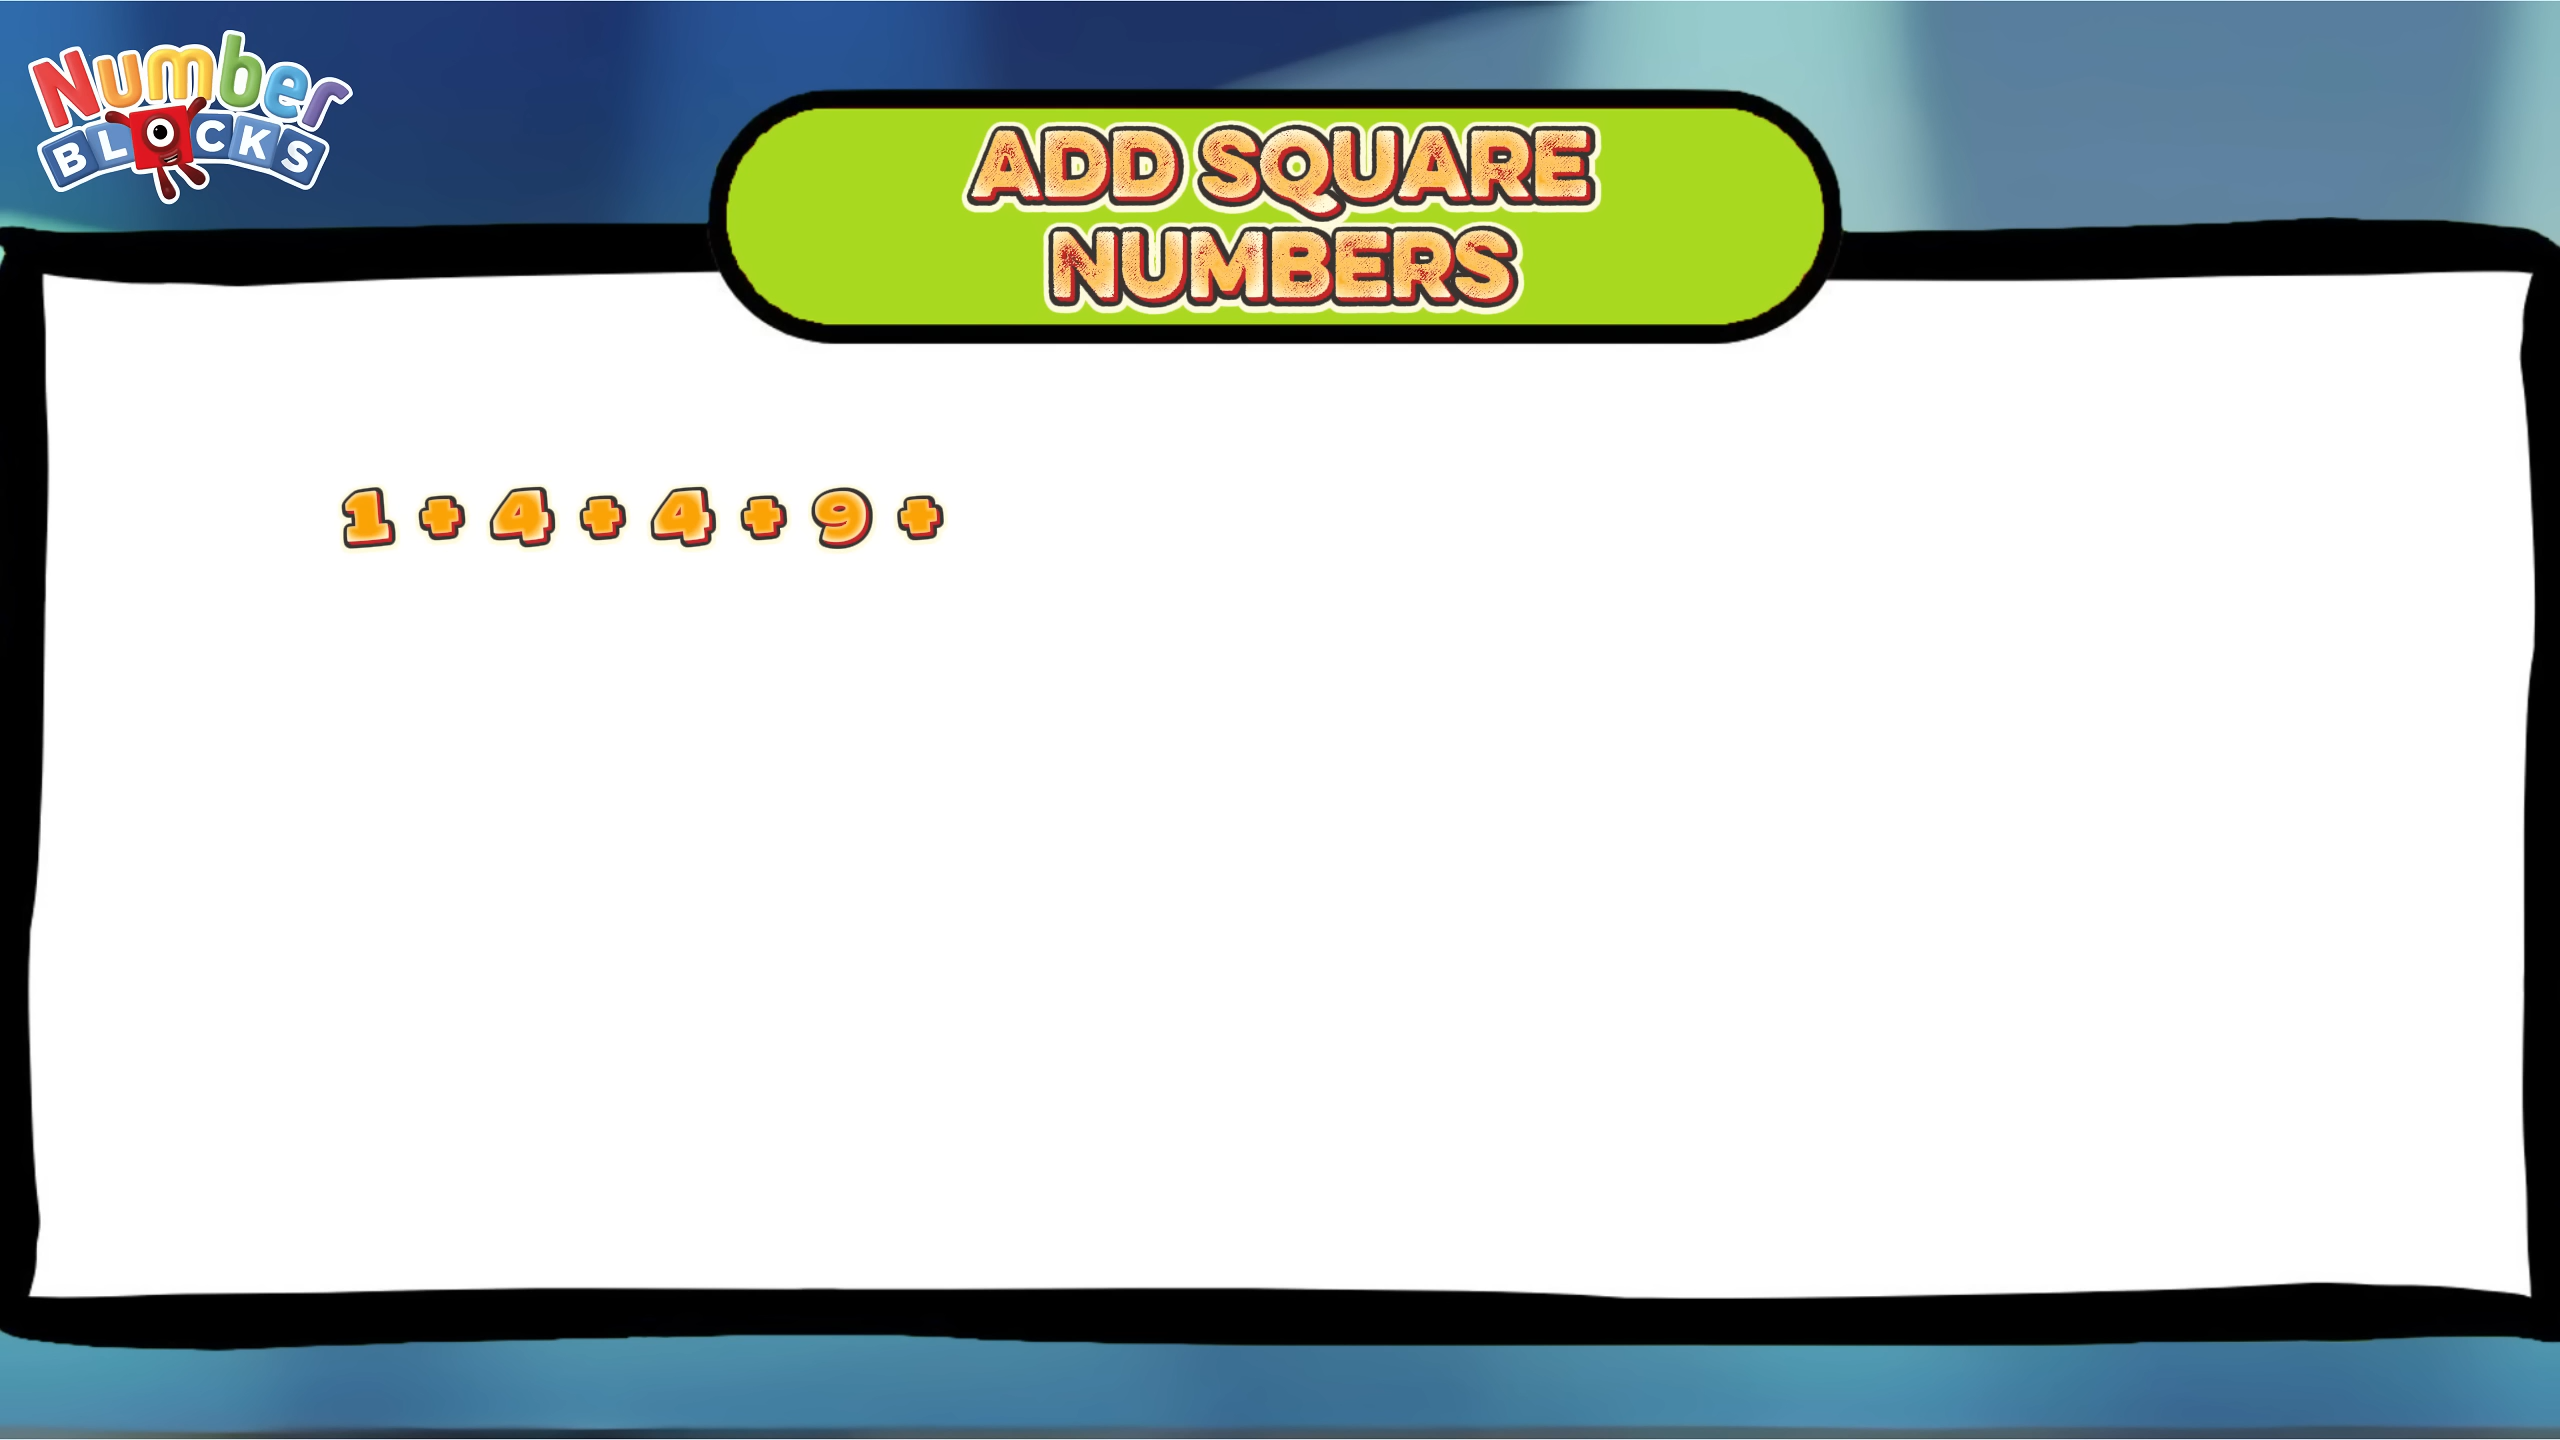 Number
BLOCKS
ADD SQUARE
NUMBERS
1 + 4 + 4 + 9 +